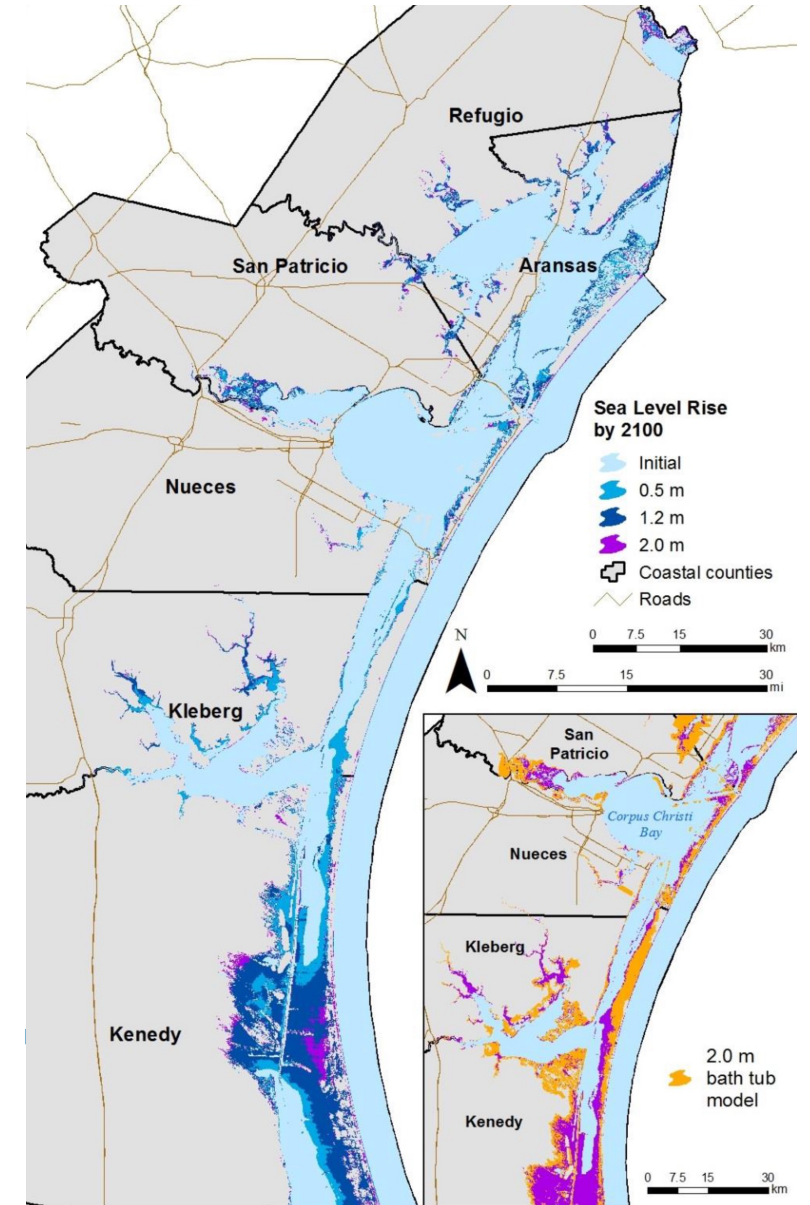 Refugio
San Patricio
Aransas
Sea Level Rise
by 2100
Initial
0.5 m
1.2 m
2.0 m
Coastal counties
Roads
Nueces
N
0 7.5 15 30
km
0 7.5 15 30
mi
Kleberg
Kenedy
San
Patricio
Corpus Christi
Bay
Nueces
Kleberg
Kenedy
2.0 m
bath tub
model
0 7.5 15 30
km